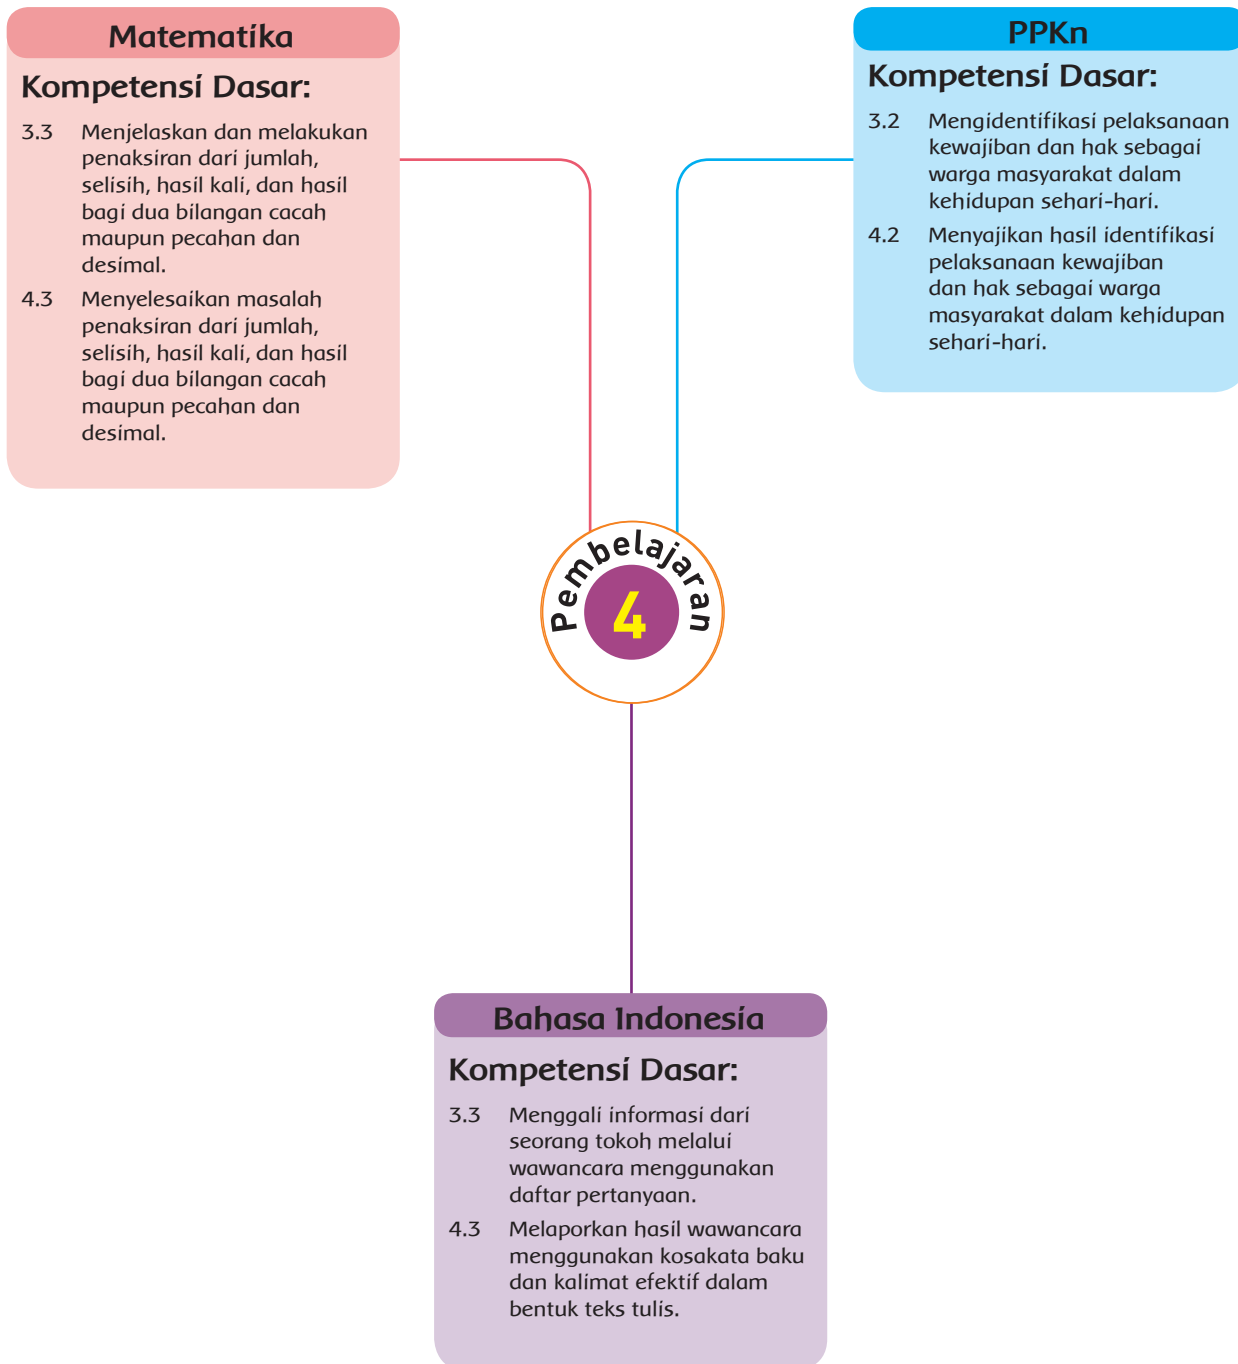 Matematika
Kompetensi Dasar:
3.3 Menjelaskan dan melakukan
penaksiran dari jumlah,
selisih, hasil kali, dan hasil
bagi dua bilangan cacah
maupun pecahan dan
desimal.
4.3 Menyelesaikan masalah
penaksiran dari jumlah,
selisih, hasil kali, dan hasil
bagi dua bilangan cacah
maupun pecahan dan
desimal.
PPKn
Kompetensi Dasar:
3.2 Mengidentifikasi pelaksanaan
kewajiban dan hak sebagai
warga masyarakat dalam
kehidupan sehari-hari.
4.2 Menyajikan hasil identifikasi
pelaksanaan kewajiban
dan hak sebagai warga
masyarakat dalam kehidupan
sehari-hari.
Pembelajaran
4
Bahasa Indonesia
Kompetensi Dasar:
3.3 Menggali informasi dari
seorang tokoh melalui
wawancara menggunakan
daftar pertanyaan.
4.3 Melaporkan hasil wawancara
menggunakan kosakata baku
dan kalimat efektif dalam
bentuk teks tulis.